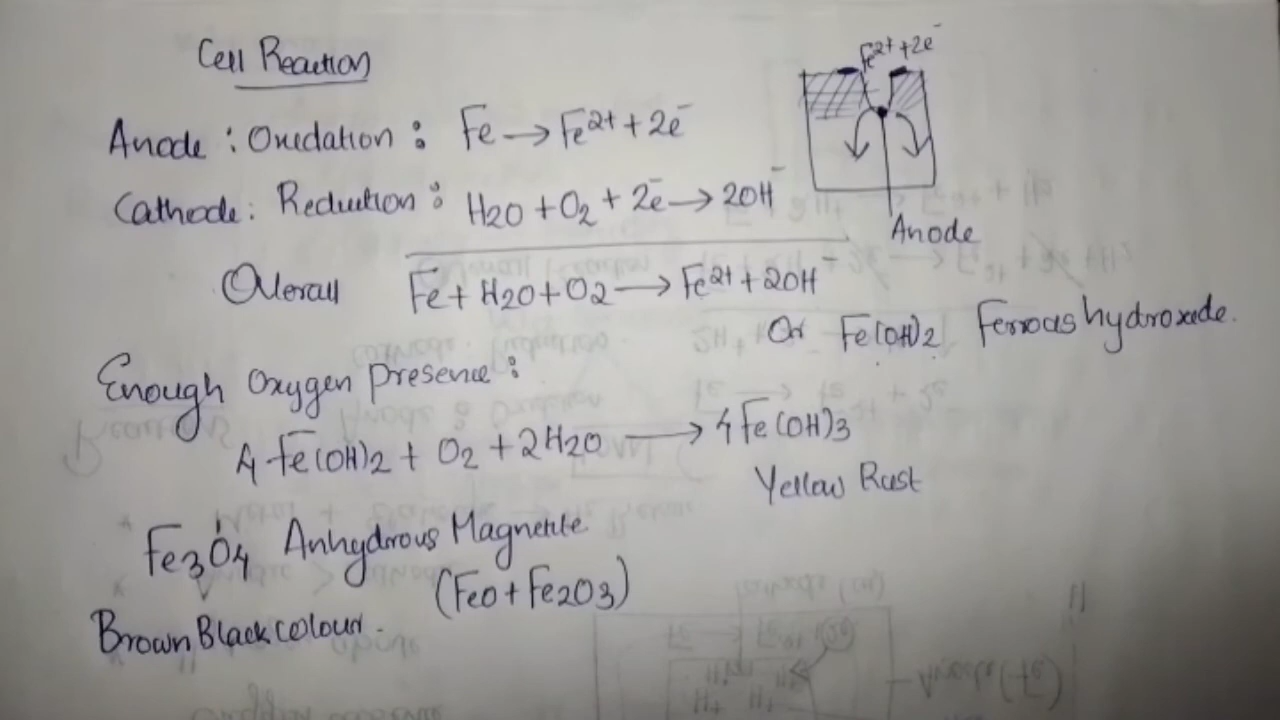 Cell Reaction
Fe²⁺ + 2e⁻
Anode : Oxidation : Fe → Fe²⁺ + 2e⁻
Cathode : Reduction : H2O + O2 + 2e⁻ → 2OH⁻
Anode
Overall Fe + H2O + O2 → Fe²⁺ + 2OH⁻
Or Fe(OH)2 Ferrous hydroxide.
Enough Oxygen presence :
4 Fe(OH)2 + O2 + 2H2O → 4Fe(OH)3
Yellow Rust
Fe3O4 Anhydrous Magnetite
(FeO + Fe2O3)
Brown Black colour.